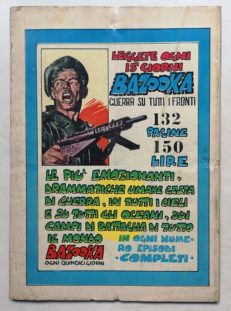 LEGGETE OGNI
15 GIORNI
BAZOOKA
GUERRA SU TUTTI I FRONTI
132
PAGINE
150
LIRE
LE PIU' EMOZIONANTI,
DRAMMATICHE UMANE GESTA
DI GUERRA, IN TUTTI I CIELI
E SU TUTTI GLI OCEANI, SUI
CAMPI DI BATTAGLIA DI TUTTO
IL MONDO
BAZOOKA
OGNI QUINDICI GIORNI
IN OGNI NUME-
RO EPISODI
COMPLETI